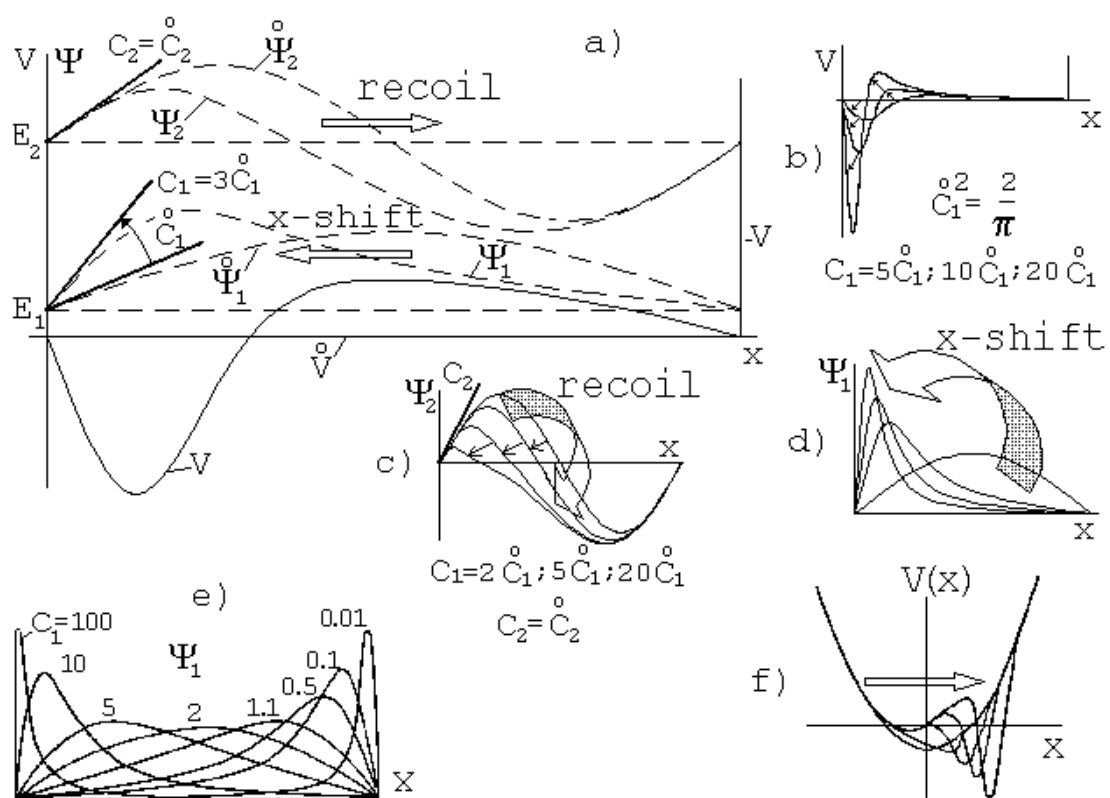 a)
V Ψ
C₂=C̊₂
Ψ̊₂
recoil
Ψ₂
E₂
C₁=3C̊₁
C̊₁
x-shift
Ψ̊₁
Ψ₁
E₁
V̊
x
-V
V
b)
V
x
C̊₁²=2/π
C₁=5C̊₁;10C̊₁;20C̊₁
c)
Ψ₂
C₂
recoil
x
C₁=2C̊₁;5C̊₁;20C̊₁
C₂=C̊₂
d)
x-shift
Ψ₁
x
e)
C₁=100
10
Ψ₁
5
2
1.1
0.5
0.1
0.01
x
f)
V(x)
x